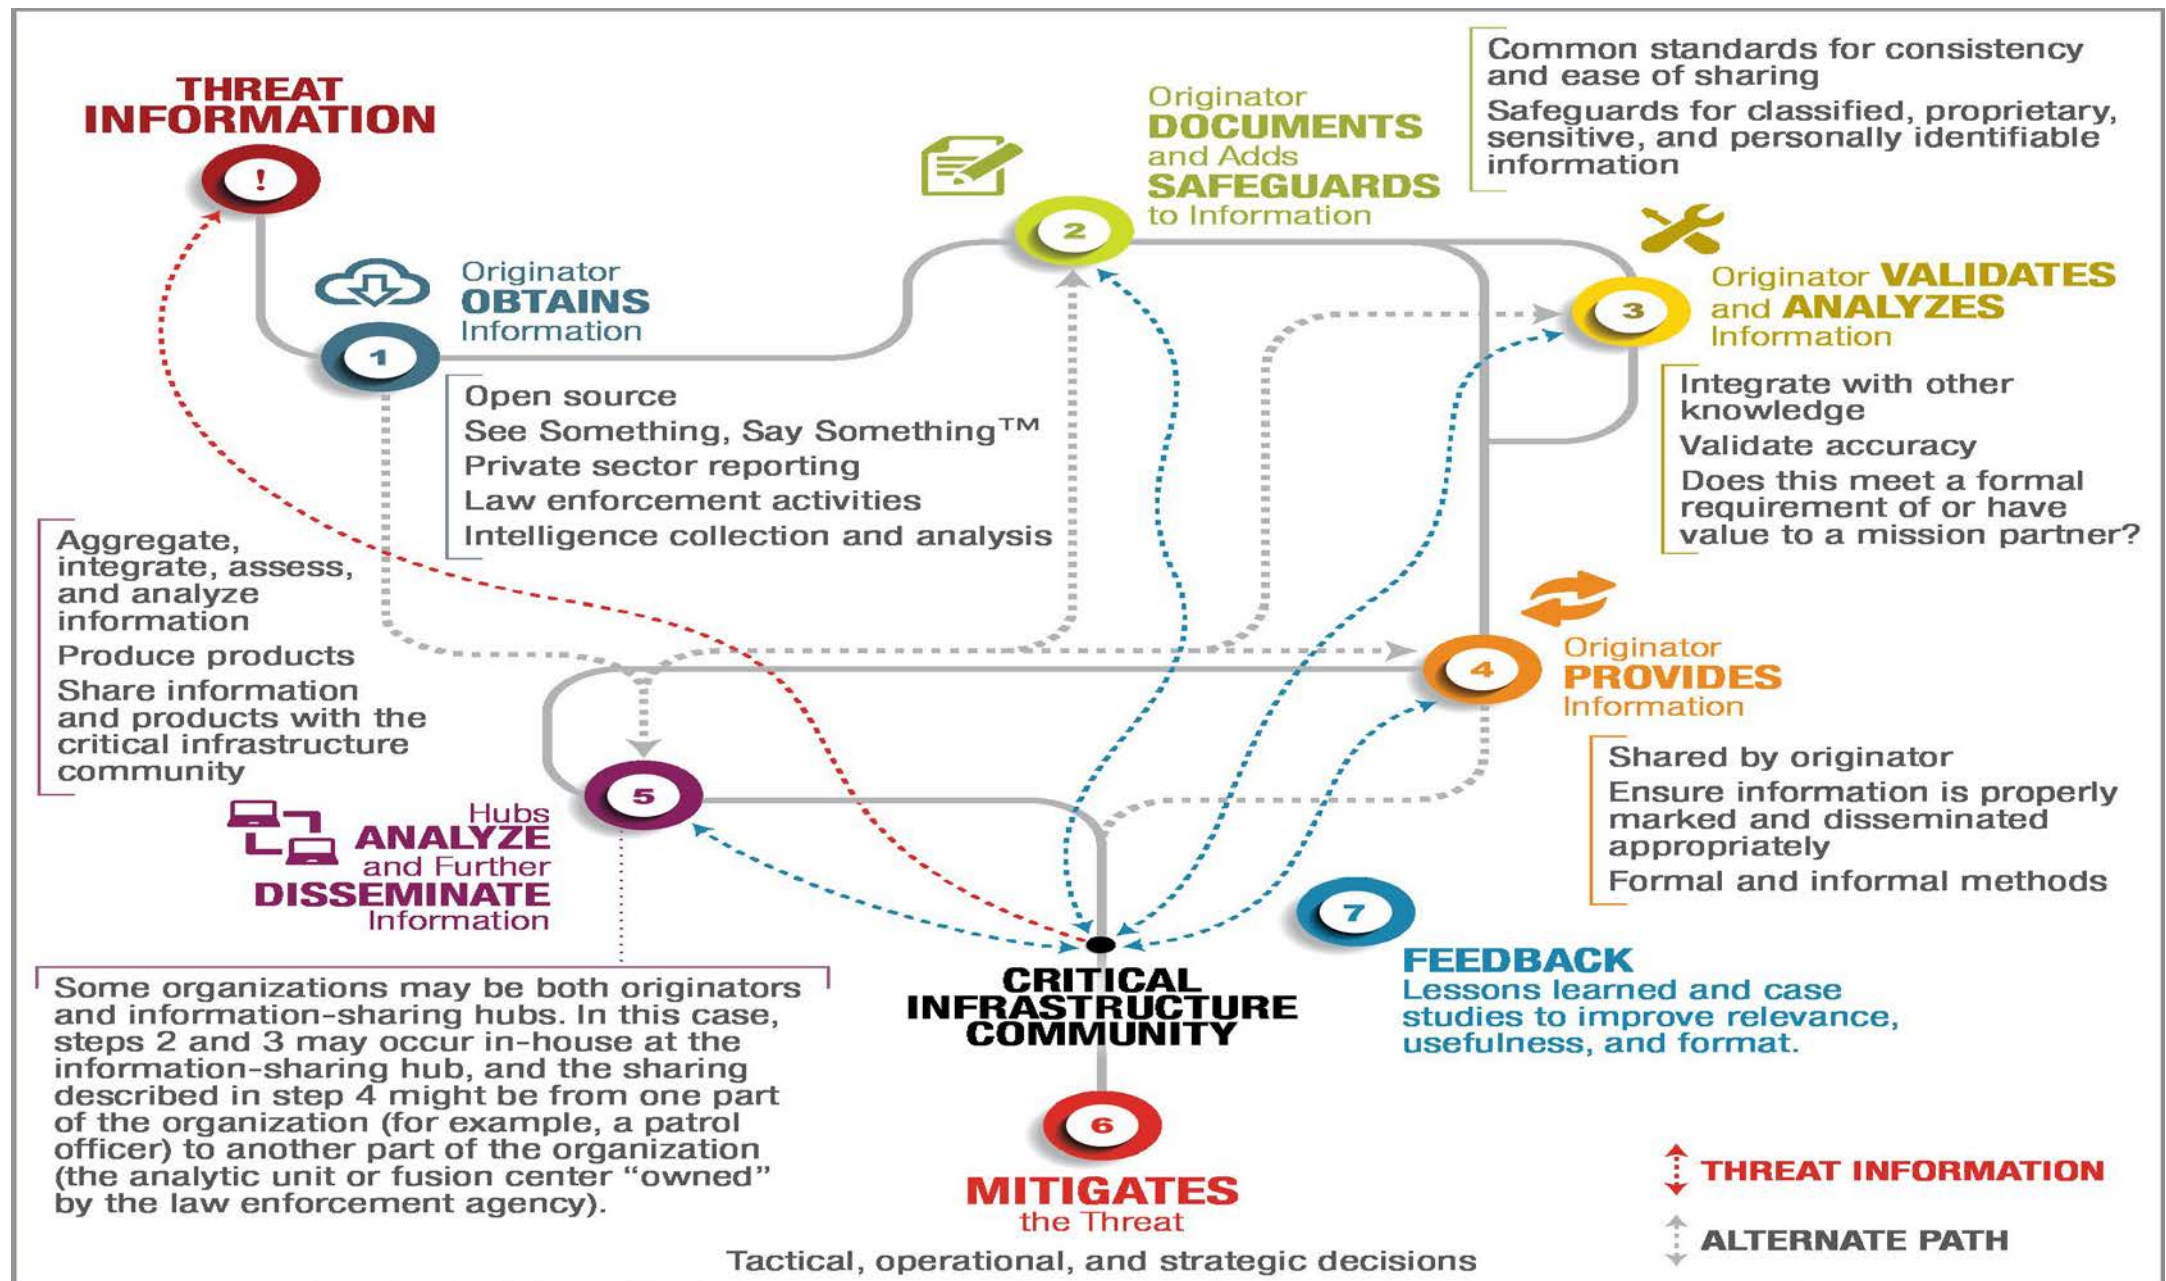 THREAT
INFORMATION
!
1
Originator
OBTAINS
Information
Open source
See Something, Say Something™
Private sector reporting
Law enforcement activities
Intelligence collection and analysis
2
Originator
DOCUMENTS
and Adds
SAFEGUARDS
to Information
Common standards for consistency
and ease of sharing
Safeguards for classified, proprietary,
sensitive, and personally identifiable
information
3
Originator VALIDATES
and ANALYZES
Information
Integrate with other
knowledge
Validate accuracy
Does this meet a formal
requirement of or have
value to a mission partner?
4
Originator
PROVIDES
Information
Shared by originator
Ensure information is properly
marked and disseminated
appropriately
Formal and informal methods
Aggregate,
integrate, assess,
and analyze
information
Produce products
Share information
and products with the
critical infrastructure
community
5
Hubs
ANALYZE
and Further
DISSEMINATE
Information
Some organizations may be both originators
and information-sharing hubs. In this case,
steps 2 and 3 may occur in-house at the
information-sharing hub, and the sharing
described in step 4 might be from one part
of the organization (for example, a patrol
officer) to another part of the organization
(the analytic unit or fusion center “owned”
by the law enforcement agency).
CRITICAL
INFRASTRUCTURE
COMMUNITY
6
MITIGATES
the Threat
Tactical, operational, and strategic decisions
7
FEEDBACK
Lessons learned and case
studies to improve relevance,
usefulness, and format.
THREAT INFORMATION
ALTERNATE PATH